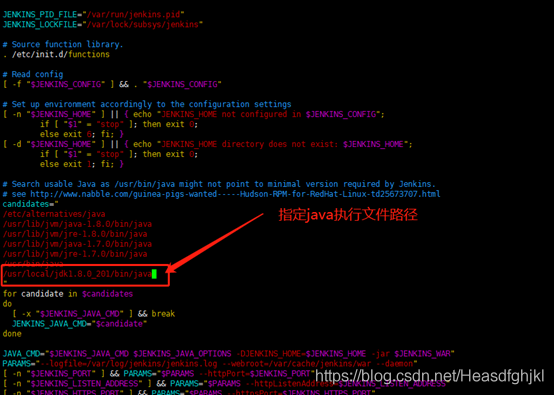 JENKINS_PID_FILE="/var/run/jenkins.pid"
JENKINS_LOCKFILE="/var/lock/subsys/jenkins"
# Source function library.
. /etc/init.d/functions
# Read config
[ -f "$JENKINS_CONFIG" ] && . "$JENKINS_CONFIG"
# Set up environment accordingly to the configuration settings
[ -n "$JENKINS_HOME" ] || { echo "JENKINS_HOME not configured in $JENKINS_CONFIG";
if [ "$1" = "stop" ]; then exit 0;
else exit 6; fi; }
[ -d "$JENKINS_HOME" ] || { echo "JENKINS_HOME directory does not exist: $JENKINS_HOME";
if [ "$1" = "stop" ]; then exit 0;
else exit 1; fi; }
# Search usable Java as /usr/bin/java might not point to minimal version required by Jenkins.
# see http://www.nabble.com/guinea-pigs-wanted-----Hudson-RPM-for-RedHat-Linux-td25673707.html
candidates="
/etc/alternatives/java
/usr/lib/jvm/java-1.8.0/bin/java
/usr/lib/jvm/jre-1.8.0/bin/java
/usr/lib/jvm/java-1.7.0/bin/java
/usr/lib/jvm/jre-1.7.0/bin/java
/usr/bin/java
/usr/local/jdk1.8.0_201/bin/java
"
指定java执行文件路径
for candidate in $candidates
do
[ -x "$JENKINS_JAVA_CMD" ] && break
JENKINS_JAVA_CMD="$candidate"
done
JAVA_CMD="$JENKINS_JAVA_CMD $JENKINS_JAVA_OPTIONS -DJENKINS_HOME=$JENKINS_HOME -jar $JENKINS_WAR"
PARAMS="--logfile=/var/log/jenkins/jenkins.log --webroot=/var/cache/jenkins/war --daemon"
[ -n "$JENKINS_PORT" ] && PARAMS="$PARAMS --httpPort=$JENKINS_PORT"
[ -n "$JENKINS_LISTEN_ADDRESS" ] && PARAMS="$PARAMS --httpListenAddress=$JENKINS_LISTEN_ADDRESS
[ -n "$JENKINS_HTTPS_PORT" ] && PARAMS="$PARAMS --httpsPort=$JENKINS_HTTPS_PORT"
https://blog.csdn.net/Heasdfghjkl